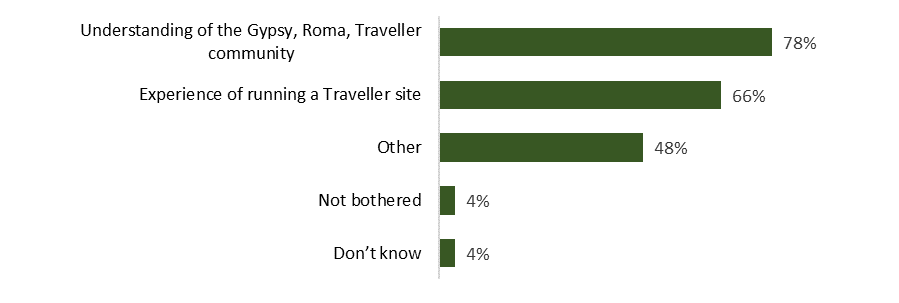 Understanding of the Gypsy, Roma, Traveller
community
78%
Experience of running a Traveller site
66%
Other
48%
Not bothered
4%
Don’t know
4%